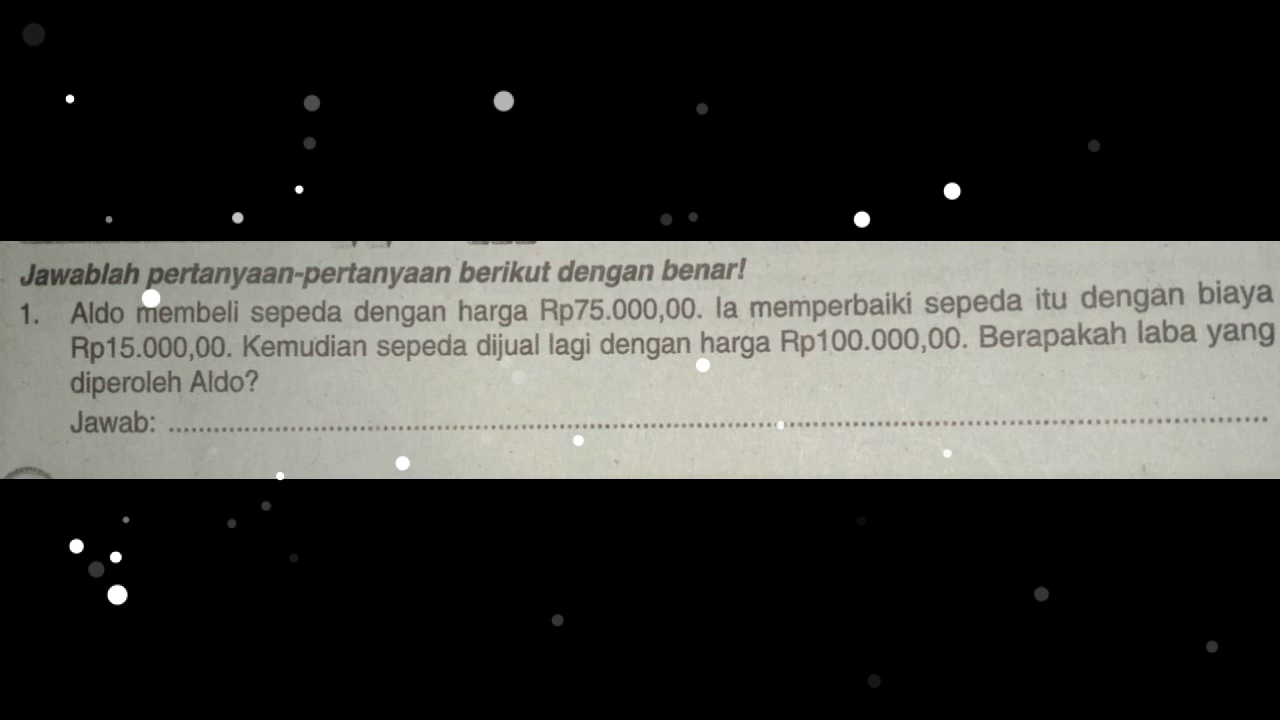 Jawablah pertanyaan-pertanyaan berikut dengan benar!
1. Aldo membeli sepeda dengan harga Rp75.000,00. Ia memperbaiki sepeda itu dengan biaya
Rp15.000,00. Kemudian sepeda dijual lagi dengan harga Rp100.000,00. Berapakah laba yang
diperoleh Aldo?
Jawab: ........................................................................................................................